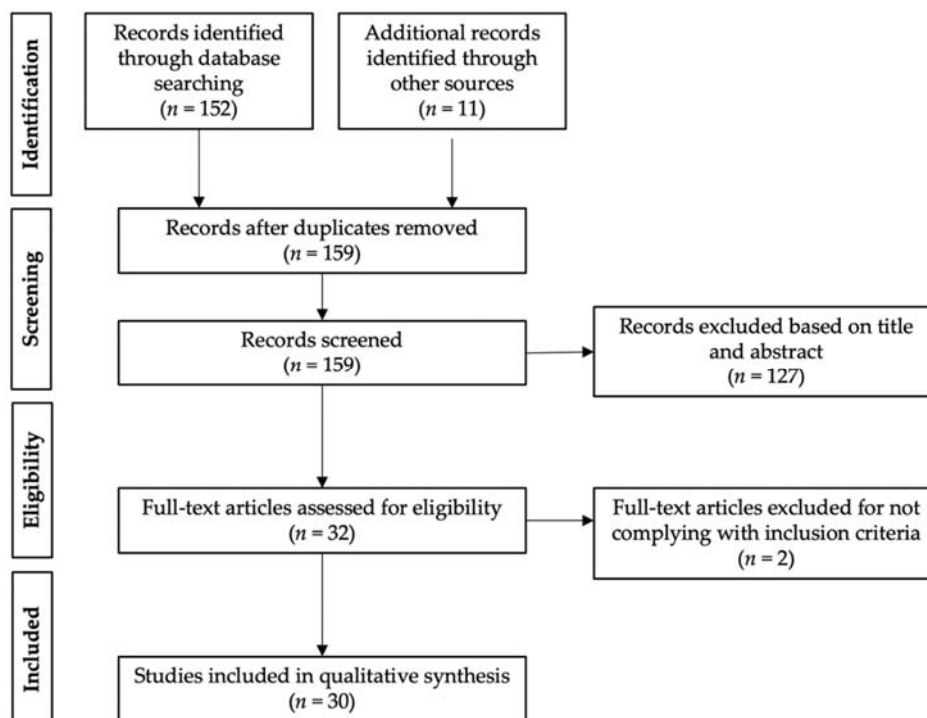 Identification
Records identified
through database
searching
(n = 152)
Additional records
identified through
other sources
(n = 11)
Screening
Records after duplicates removed
(n = 159)
Records screened
(n = 159)
Records excluded based on title
and abstract
(n = 127)
Eligibility
Full-text articles assessed for eligibility
(n = 32)
Full-text articles excluded for not
complying with inclusion criteria
(n = 2)
Included
Studies included in qualitative synthesis
(n = 30)